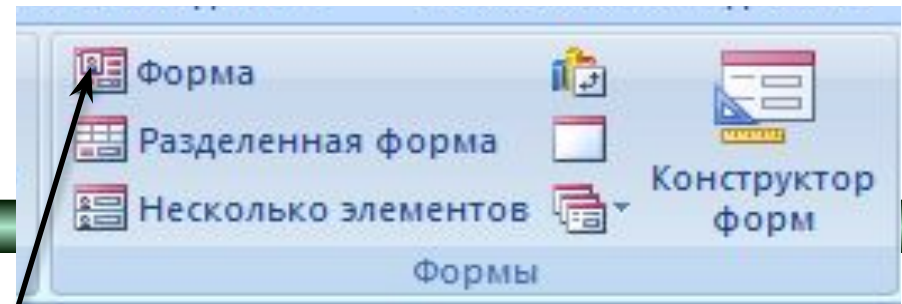 Форма
Разделенная форма
Несколько элементов
Конструктор
форм
Формы